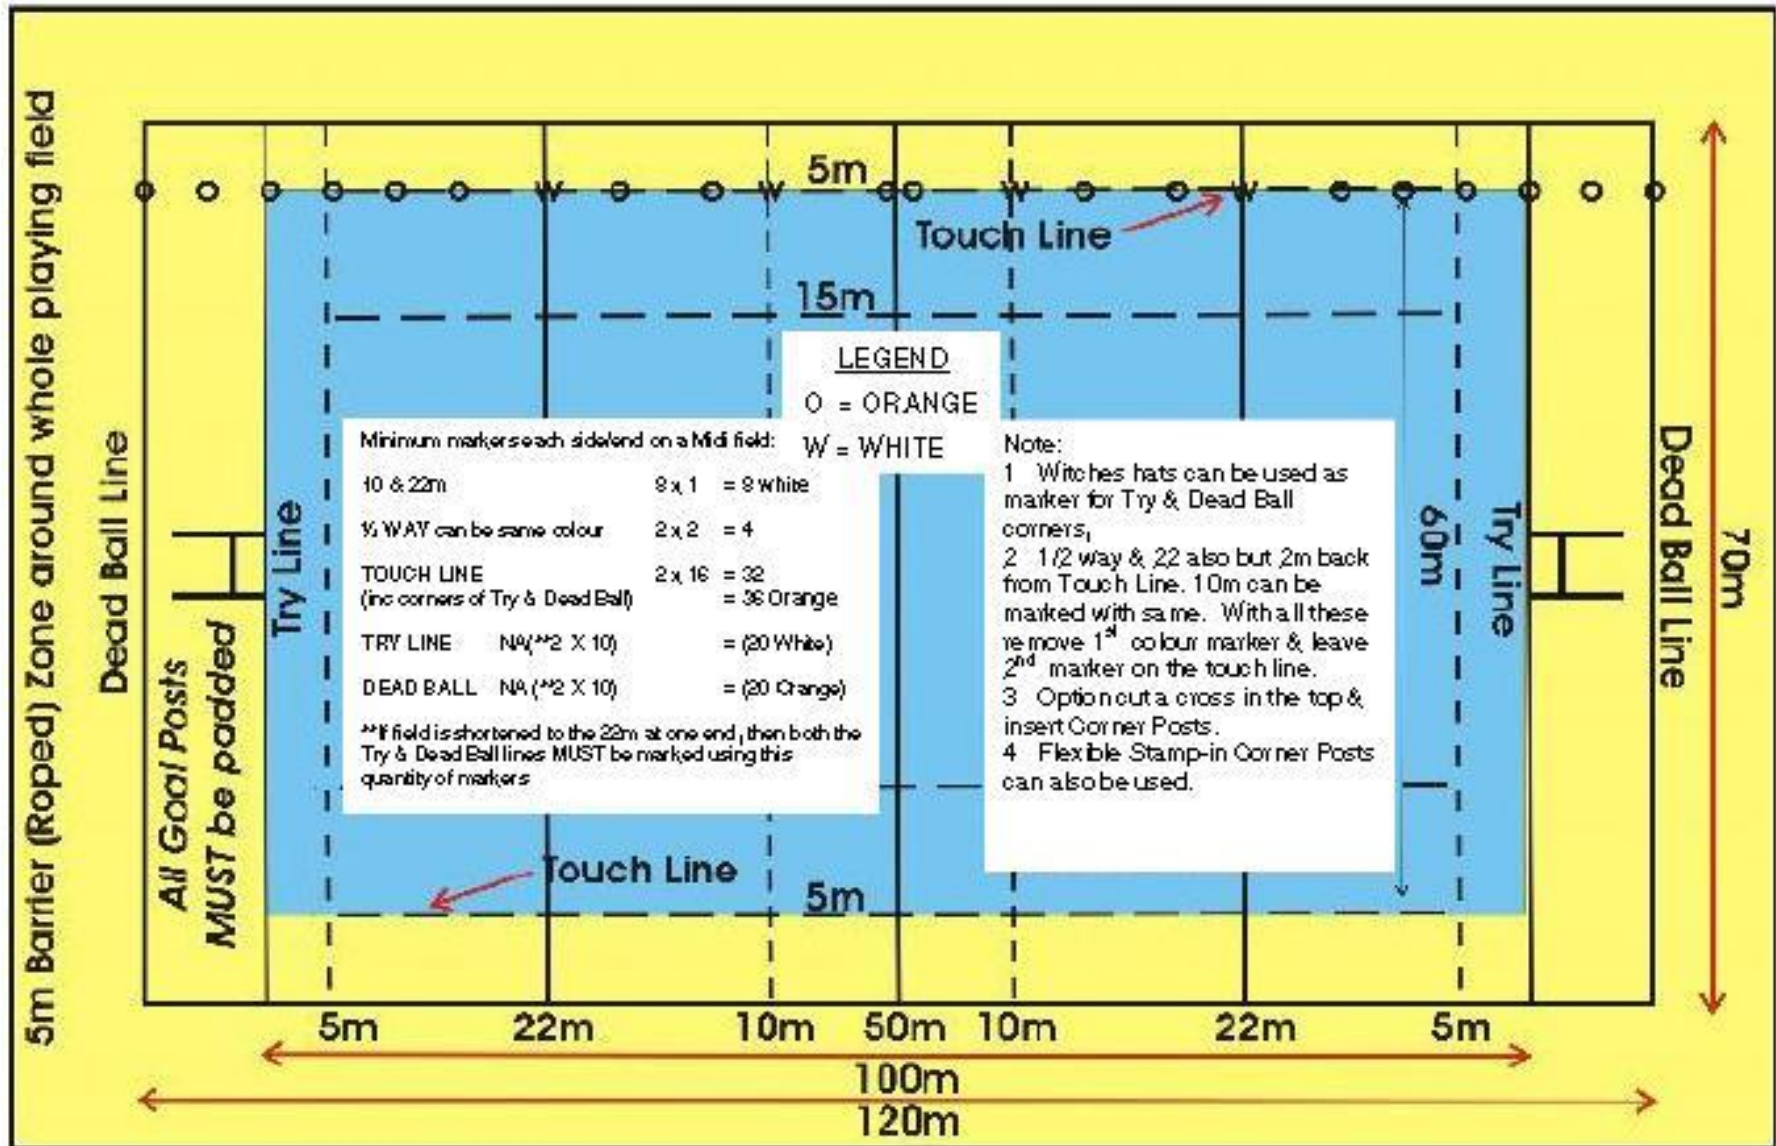 5m Barrier (Roped) Zone around whole playing field
Dead Ball Line
All Goal Posts
MUST be padded
Try Line
5m
Touch Line
15m
LEGEND
O = ORANGE
W = WHITE
Minimum markers each side/end on a Midi field:
10 & 22m 8 x 1 = 8 white
½ WAY can be same colour 2 x 2 = 4
TOUCH LINE 2 x 16 = 32
(inc corners of Try & Dead Ball) = 36 Orange
TRY LINE NA(**2 X 10) = (20 White)
DEAD BALL NA (**2 X 10) = (20 Orange)
**If field is shortened to the 22m at one end, then both the
Try & Dead Ball lines MUST be marked using this
quantity of markers
Note:
1 Witches hats can be used as
marker for Try & Dead Ball
corners,
2 1/2 way & 22 also but 2m back
from Touch Line. 10m can be
marked with same. With all these
remove 1st colour marker & leave
2nd marker on the touch line.
3 Option cut a cross in the top &
insert Corner Posts.
4 Flexible Stamp-in Corner Posts
can also be used.
60m
Try Line
Dead Ball Line
70m
Touch Line
5m
5m 22m 10m 50m 10m 22m 5m
100m
120m
O O O O O O W O O W O O W O O W O O O O O O